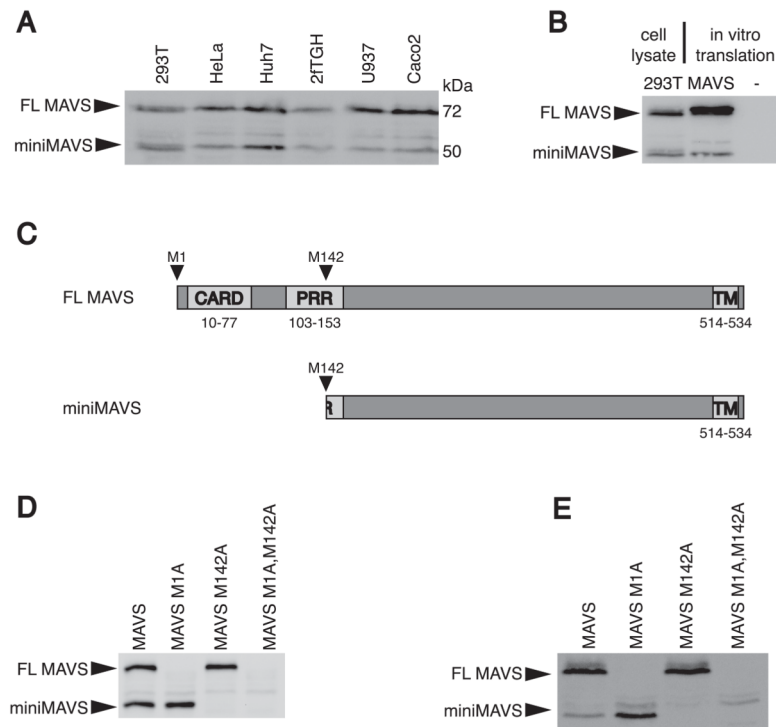 A
293T
HeLa
Huh7
2fTGH
U937
Caco2
kDa
FL MAVS
72
miniMAVS
50
B
cell lysate
in vitro translation
293T MAVS -
FL MAVS
miniMAVS
C
M1
M142
FL MAVS
CARD
PRR
TM
10-77
103-153
514-534
M142
miniMAVS
R
TM
514-534
D
MAVS
MAVS M1A
MAVS M142A
MAVS M1A,M142A
FL MAVS
miniMAVS
E
MAVS
MAVS M1A
MAVS M142A
MAVS M1A,M142A
FL MAVS
miniMAVS